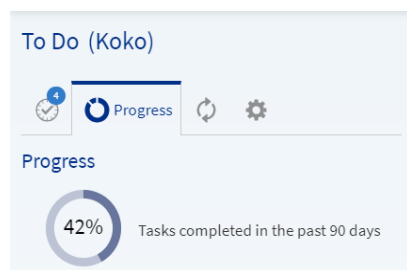 To Do (Koko)
4
Progress
Progress
42% Tasks completed in the past 90 days